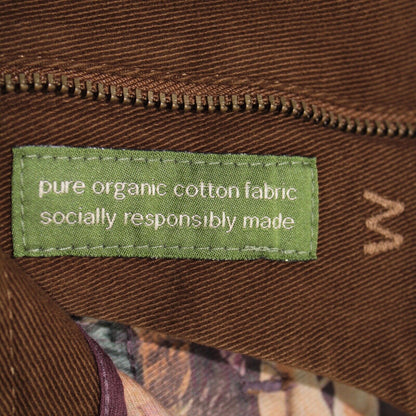 pure organic cotton fabric
socially responsibly made
M